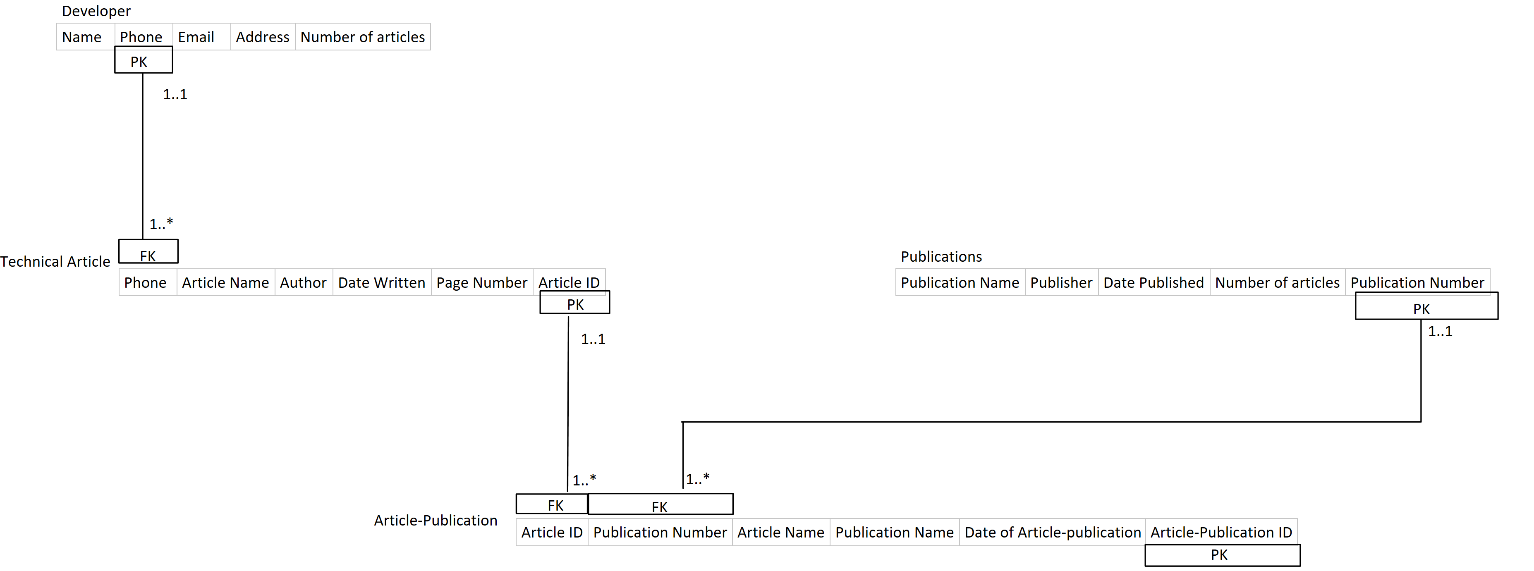 Developer
Name Phone Email Address Number of articles
PK
1..1
1..*
FK
Technical Article
Phone Article Name Author Date Written Page Number Article ID
PK
1..1
Publications
Publication Name Publisher Date Published Number of articles Publication Number
PK
1..1
1..*
1..*
FK
FK
Article-Publication
Article ID Publication Number Article Name Publication Name Date of Article-publication Article-Publication ID
PK